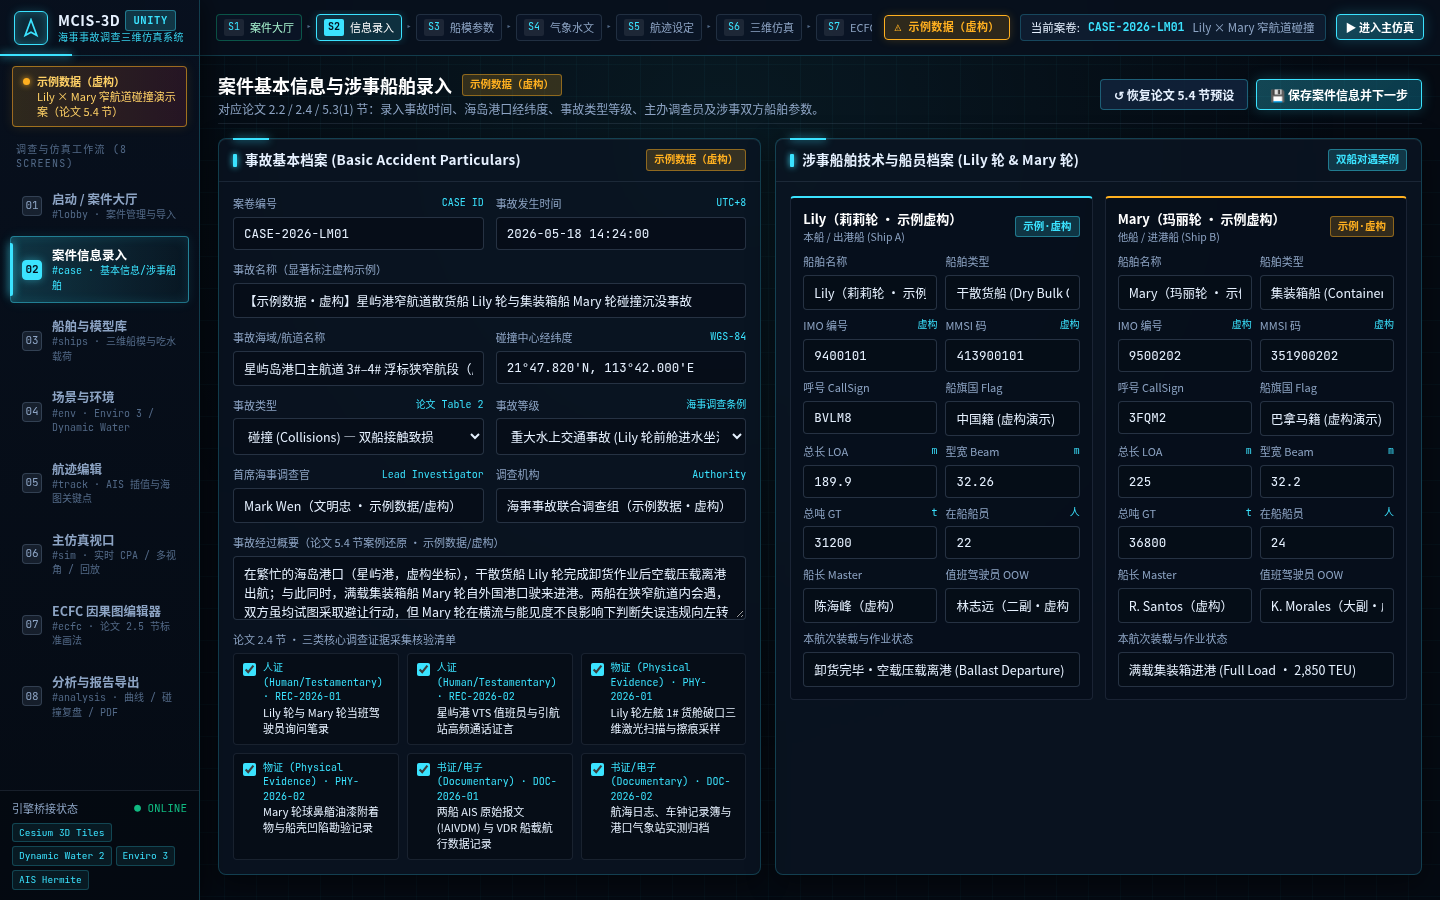 MCIS-3D UNITY
海事事故调查三维仿真系统
S1 案件大厅
S2 信息录入
S3 船模参数
S4 气象水文
S5 航迹设定
S6 三维仿真
S7 ECFC
⚠ 示例数据（虚构）
当前案卷: CASE-2026-LM01 Lily × Mary 窄航道碰撞
▶ 进入主仿真
示例数据（虚构）
Lily × Mary 窄航道碰撞演示
案（论文 5.4 节）
调查与仿真工作流 (8
SCREENS)
01 启动 / 案件大厅
#lobby · 案件管理与导入
02 案件信息录入
#case · 基本信息/涉事船
舶
03 船舶与模型库
#ships · 三维船模与吃水
载荷
04 场景与环境
#env · Enviro 3 /
Dynamic Water
05 航迹编辑
#track · AIS 插值与海
图关键点
06 主仿真视口
#sim · 实时 CPA / 多视
角 / 回放
07 ECFC 因果图编辑器
#ecfc · 论文 2.5 节标
准画法
08 分析与报告导出
#analysis · 曲线 / 碰
撞复盘 / PDF
引擎桥接状态 ● ONLINE
Cesium 3D Tiles
Dynamic Water 2 Enviro 3
AIS Hermite
案件基本信息与涉事船舶录入 示例数据（虚构）
对应论文 2.2 / 2.4 / 5.3(1) 节：录入事故时间、海岛港口经纬度、事故类型等级、主办调查员及涉事双方船舶参数。
↺ 恢复论文 5.4 节预设
💾 保存案件信息并下一步
事故基本档案 (Basic Accident Particulars) 示例数据（虚构）
案卷编号 CASE ID
CASE-2026-LM01
事故发生时间 UTC+8
2026-05-18 14:24:00
事故名称（显著标注虚构示例）
【示例数据・虚构】星屿港窄航道散货船 Lily 轮与集装箱船 Mary 轮碰撞沉没事故
事故海域/航道名称
星屿岛港口主航道 3#–4# 浮标狭窄航段（
碰撞中心经纬度 WGS-84
21°47.820'N, 113°42.000'E
事故类型 论文 Table 2
碰撞 (Collisions) — 双船接触致损
事故等级 海事调查条例
重大水上交通事故 (Lily 轮前舱进水坐
首席海事调查官 Lead Investigator
Mark Wen（文明忠 · 示例数据/虚构）
调查机构 Authority
海事事故联合调查组（示例数据・虚构）
事故经过概要（论文 5.4 节案例还原 · 示例数据/虚构）
在繁忙的海岛港口（星屿港，虚构坐标），干散货船 Lily 轮完成卸货作业后空载压载离港
出航；与此同时，满载集装箱船 Mary 轮自外国港口驶来进港。两船在狭窄航道内会遇，
双方虽均试图采取避让行动，但 Mary 轮在横流与能见度不良影响下判断失误违规向左转
论文 2.4 节 · 三类核心调查证据采集核验清单
人证
(Human/Testamentary)
· REC-2026-01
Lily 轮与 Mary 轮当班驾
驶员询问笔录
人证
(Human/Testamentary)
· REC-2026-02
星屿港 VTS 值班员与引航
站高频通话证言
物证 (Physical
Evidence) · PHY-
2026-01
Lily 轮左舷 1# 货舱破口三
维激光扫描与擦痕采样
物证 (Physical
Evidence) · PHY-
2026-02
Mary 轮球鼻艏油漆附着
物与船壳凹陷勘验记录
书证/电子
(Documentary) · DOC-
2026-01
两船 AIS 原始报文
(!AIVDM) 与 VDR 船载航
行数据记录
书证/电子
(Documentary) · DOC-
2026-02
航海日志、车钟记录簿与
港口气象站实测归档
涉事船舶技术与船员档案 (Lily 轮 & Mary 轮) 双船对遇案例
Lily（莉莉轮 · 示例虚构）
本船 / 出港船 (Ship A)
示例·虚构
船舶名称
Lily（莉莉轮 · 示例
船舶类型
干散货船 (Dry Bulk C
IMO 编号 虚构
9400101
MMSI 码 虚构
413900101
呼号 CallSign
BVLM8
船旗国 Flag
中国籍 (虚构演示)
总长 LOA m
189.9
型宽 Beam m
32.26
总吨 GT t
31200
在船船员 人
22
船长 Master
陈海峰（虚构）
值班驾驶员 OOW
林志远（二副・虚构
本航次装载与作业状态
卸货完毕・空载压载离港 (Ballast Departure)
Mary（玛丽轮 · 示例虚构）
他船 / 进港船 (Ship B)
示例·虚构
船舶名称
Mary（玛丽轮 · 示例
船舶类型
集装箱船 (Container
IMO 编号 虚构
9500202
MMSI 码 虚构
351900202
呼号 CallSign
3FQM2
船旗国 Flag
巴拿马籍 (虚构演示)
总长 LOA m
225
型宽 Beam m
32.2
总吨 GT t
36800
在船船员 人
24
船长 Master
R. Santos（虚构）
值班驾驶员 OOW
K. Morales（大副・
本航次装载与作业状态
满载集装箱进港 (Full Load · 2,850 TEU)